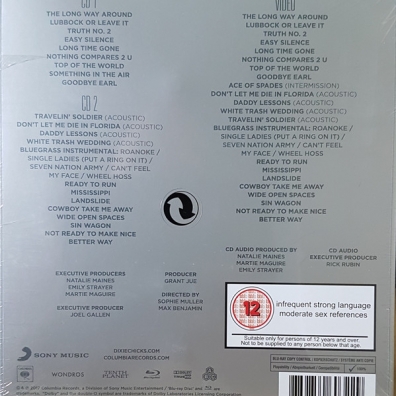 CD 1
THE LONG WAY AROUND
LUBBOCK OR LEAVE IT
TRUTH NO. 2
EASY SILENCE
LONG TIME GONE
NOTHING COMPARES 2 U
TOP OF THE WORLD
SOMETHING IN THE AIR
GOODBYE EARL
CD 2
TRAVELIN' SOLDIER (ACOUSTIC)
DON'T LET ME DIE IN FLORIDA (ACOUSTIC)
DADDY LESSONS (ACOUSTIC)
WHITE TRASH WEDDING (ACOUSTIC)
BLUEGRASS INSTRUMENTAL: ROANOKE /
SINGLE LADIES (PUT A RING ON IT) /
SEVEN NATION ARMY / CAN'T FEEL
MY FACE / WHEEL HOSS
READY TO RUN
MISSISSIPPI
LANDSLIDE
COWBOY TAKE ME AWAY
WIDE OPEN SPACES
SIN WAGON
NOT READY TO MAKE NICE
BETTER WAY
VIDEO
THE LONG WAY AROUND
LUBBOCK OR LEAVE IT
TRUTH NO. 2
EASY SILENCE
LONG TIME GONE
NOTHING COMPARES 2 U
TOP OF THE WORLD
GOODBYE EARL
ACE OF SPADES (INTERMISSION)
DON'T LET ME DIE IN FLORIDA (ACOUSTIC)
DADDY LESSONS (ACOUSTIC)
WHITE TRASH WEDDING (ACOUSTIC)
TRAVELIN' SOLDIER (ACOUSTIC)
BLUEGRASS INSTRUMENTAL: ROANOKE /
SINGLE LADIES (PUT A RING ON IT) /
SEVEN NATION ARMY / CAN'T FEEL
MY FACE / WHEEL HOSS
READY TO RUN
MISSISSIPPI
LANDSLIDE
COWBOY TAKE ME AWAY
WIDE OPEN SPACES
SIN WAGON
NOT READY TO MAKE NICE
BETTER WAY
EXECUTIVE PRODUCERS
NATALIE MAINES
EMILY STRAYER
MARTIE MAGUIRE
EXECUTIVE PRODUCER
JOEL GALLEN
PRODUCER
GRANT JUE
DIRECTED BY
SOPHIE MULLER
MAX BENJAMIN
CD AUDIO PRODUCED BY
NATALIE MAINES
MARTIE MAGUIRE
EMILY STRAYER
CD AUDIO
EXECUTIVE PRODUCER
RICK RUBIN
12
infrequent strong language
moderate sex references
Suitable only for persons of 12 years and over.
Not to be supplied to any person below that age.
SONY MUSIC
DIXIECHICKS.COM
COLUMBIARECORDS.COM
WONDROS
TENTH PLANET